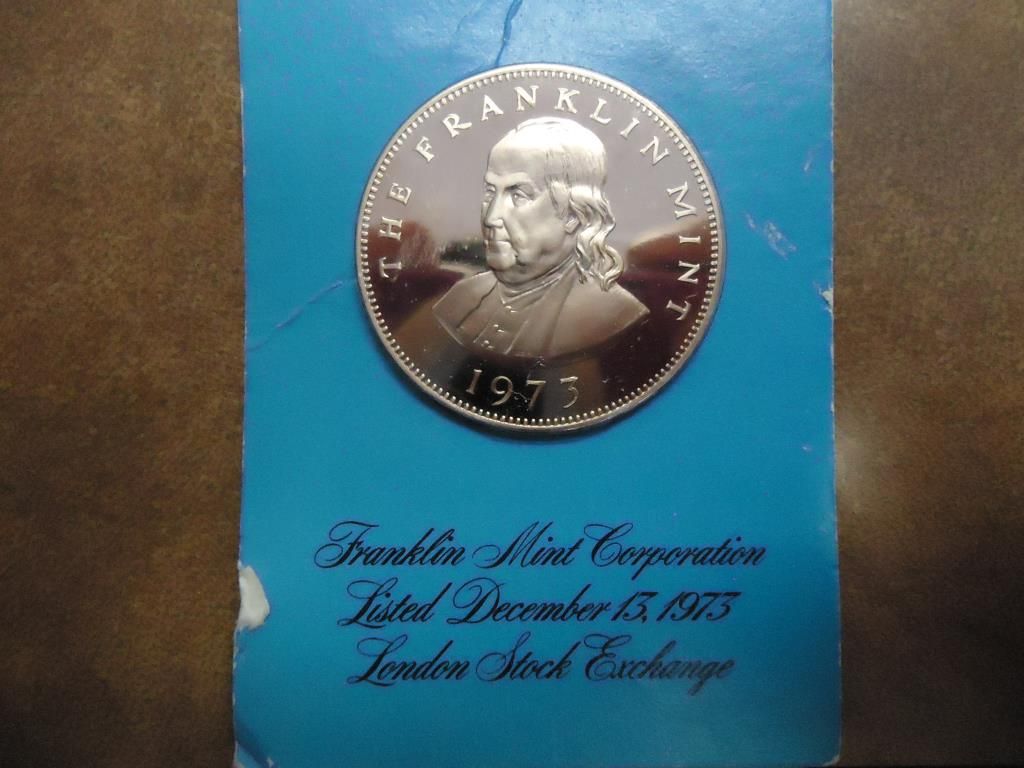 THE FRANKLIN MINT
1973
Franklin Mint Corporation
Listed December 13, 1973
London Stock Exchange